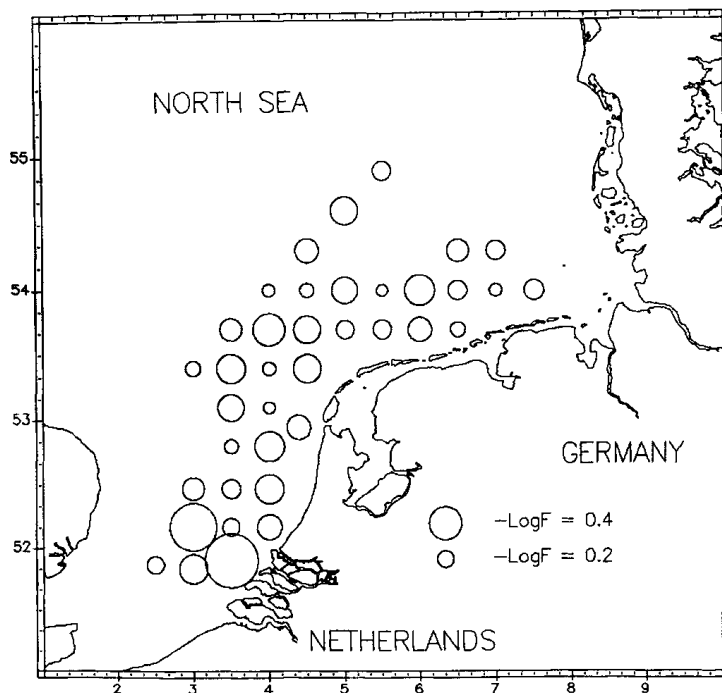 NORTH SEA
55
54
53
GERMANY
-LogF = 0.4
52
-LogF = 0.2
NETHERLANDS
2 3 4 5 6 7 8 9